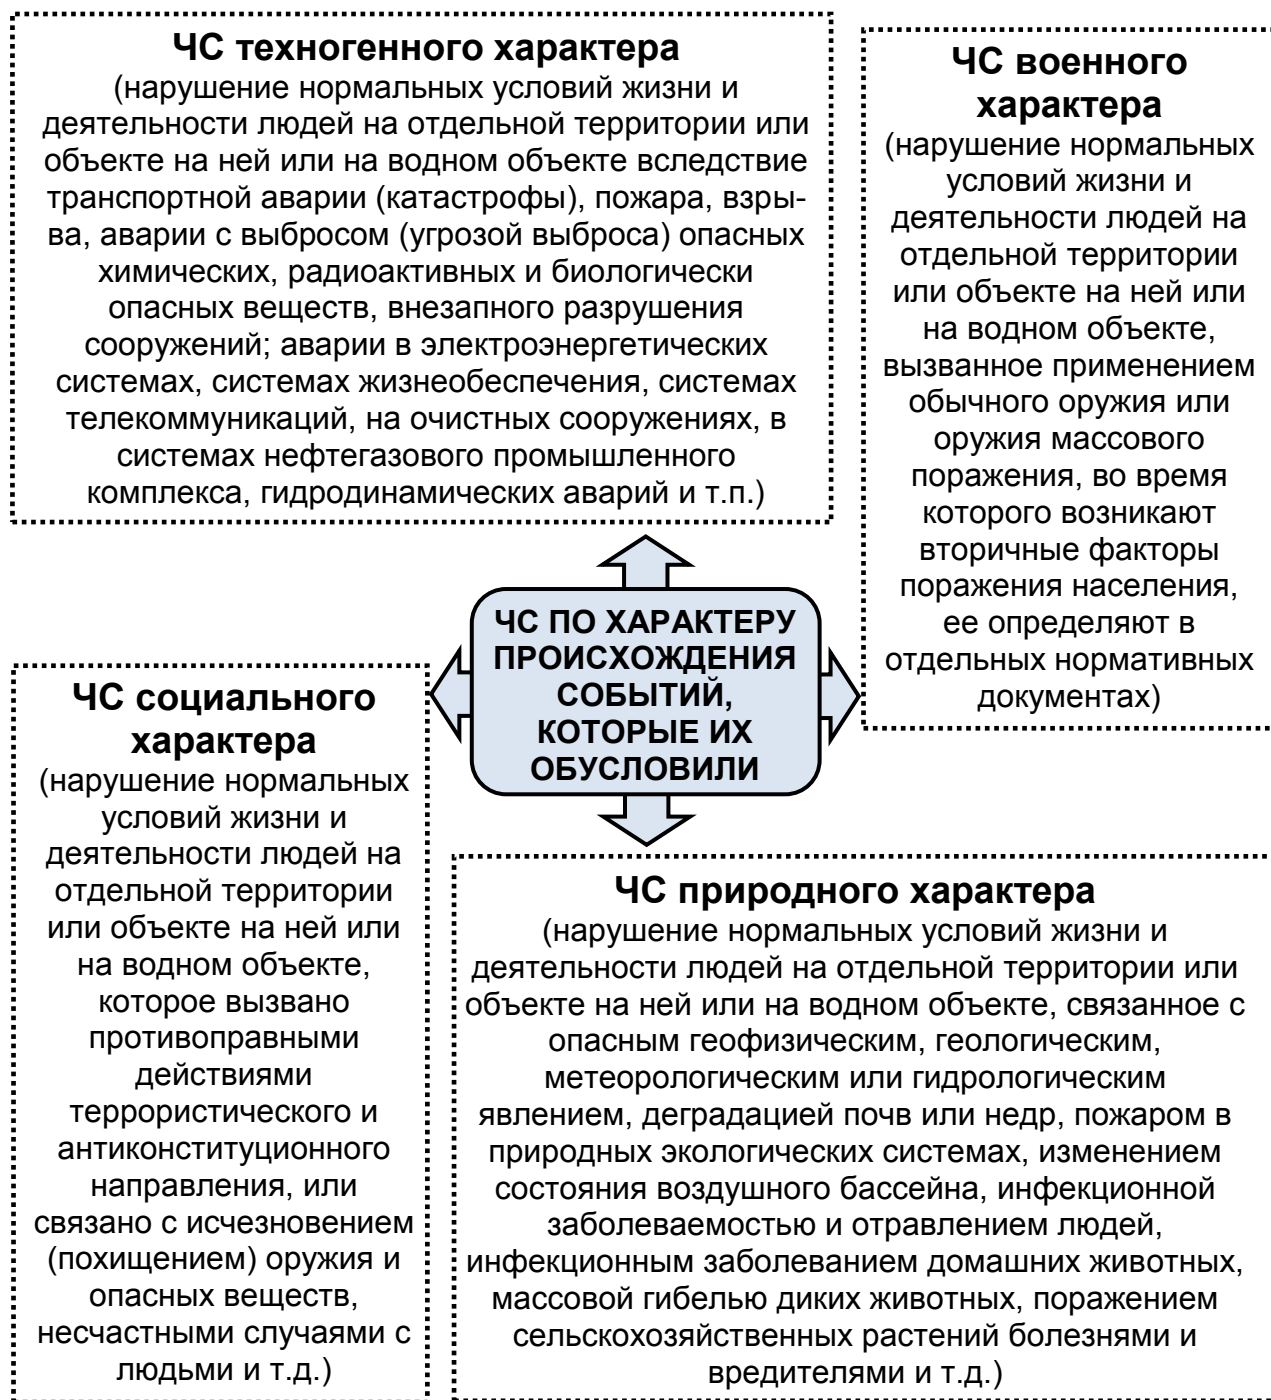 ЧС техногенного характера
(нарушение нормальных условий жизни и
деятельности людей на отдельной территории или
объекте на ней или на водном объекте вследствие
транспортной аварии (катастрофы), пожара, взры-
ва, аварии с выбросом (угрозой выброса) опасных
химических, радиоактивных и биологически
опасных веществ, внезапного разрушения
сооружений; аварии в электроэнергетических
системах, системах жизнеобеспечения, системах
телекоммуникаций, на очистных сооружениях, в
системах нефтегазового промышленного
комплекса, гидродинамических аварий и т.п.)
ЧС военного
характера
(нарушение нормальных
условий жизни и
деятельности людей на
отдельной территории
или объекте на ней или
на водном объекте,
вызванное применением
обычного оружия или
оружия массового
поражения, во время
которого возникают
вторичные факторы
поражения населения,
ее определяют в
отдельных нормативных
документах)
ЧС ПО ХАРАКТЕРУ
ПРОИСХОЖДЕНИЯ
СОБЫТИЙ,
КОТОРЫЕ ИХ
ОБУСЛОВИЛИ
ЧС социального
характера
(нарушение нормальных
условий жизни и
деятельности людей на
отдельной территории
или объекте на ней или
на водном объекте,
которое вызвано
противоправными
действиями
террористического и
антиконституционного
направления, или
связано с исчезновением
(похищением) оружия и
опасных веществ,
несчастными случаями с
людьми и т.д.)
ЧС природного характера
(нарушение нормальных условий жизни и
деятельности людей на отдельной территории или
объекте на ней или на водном объекте, связанное с
опасным геофизическим, геологическим,
метеорологическим или гидрологическим
явлением, деградацией почв или недр, пожаром в
природных экологических системах, изменением
состояния воздушного бассейна, инфекционной
заболеваемостью и отравлением людей,
инфекционным заболеванием домашних животных,
массовой гибелью диких животных, поражением
сельскохозяйственных растений болезнями и
вредителями и т.д.)